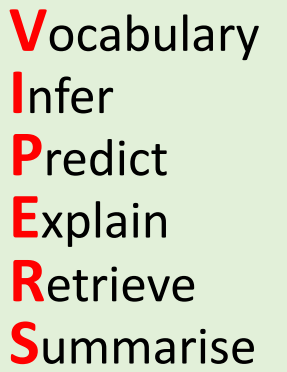 Vocabulary
Infer
Predict
Explain
Retrieve
Summarise